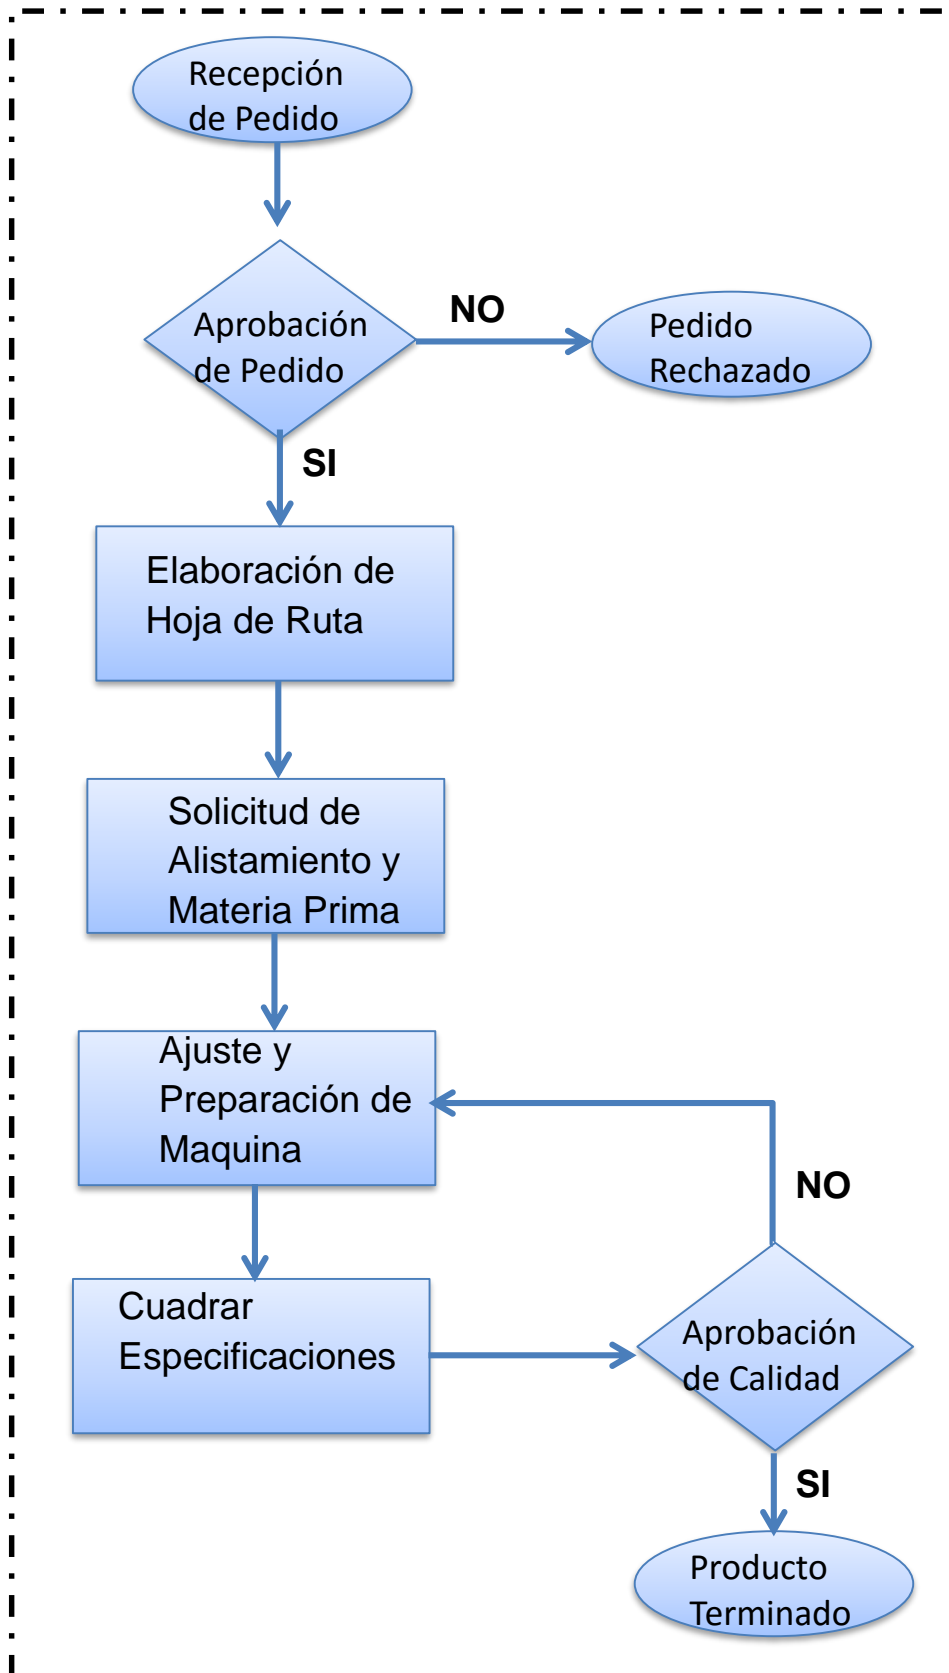 Recepción
de Pedido
Aprobación
de Pedido
NO
Pedido
Rechazado
SI
Elaboración de
Hoja de Ruta
Solicitud de
Alistamiento y
Materia Prima
Ajuste y
Preparación de
Maquina
NO
Cuadrar
Especificaciones
Aprobación
de Calidad
SI
Producto
Terminado